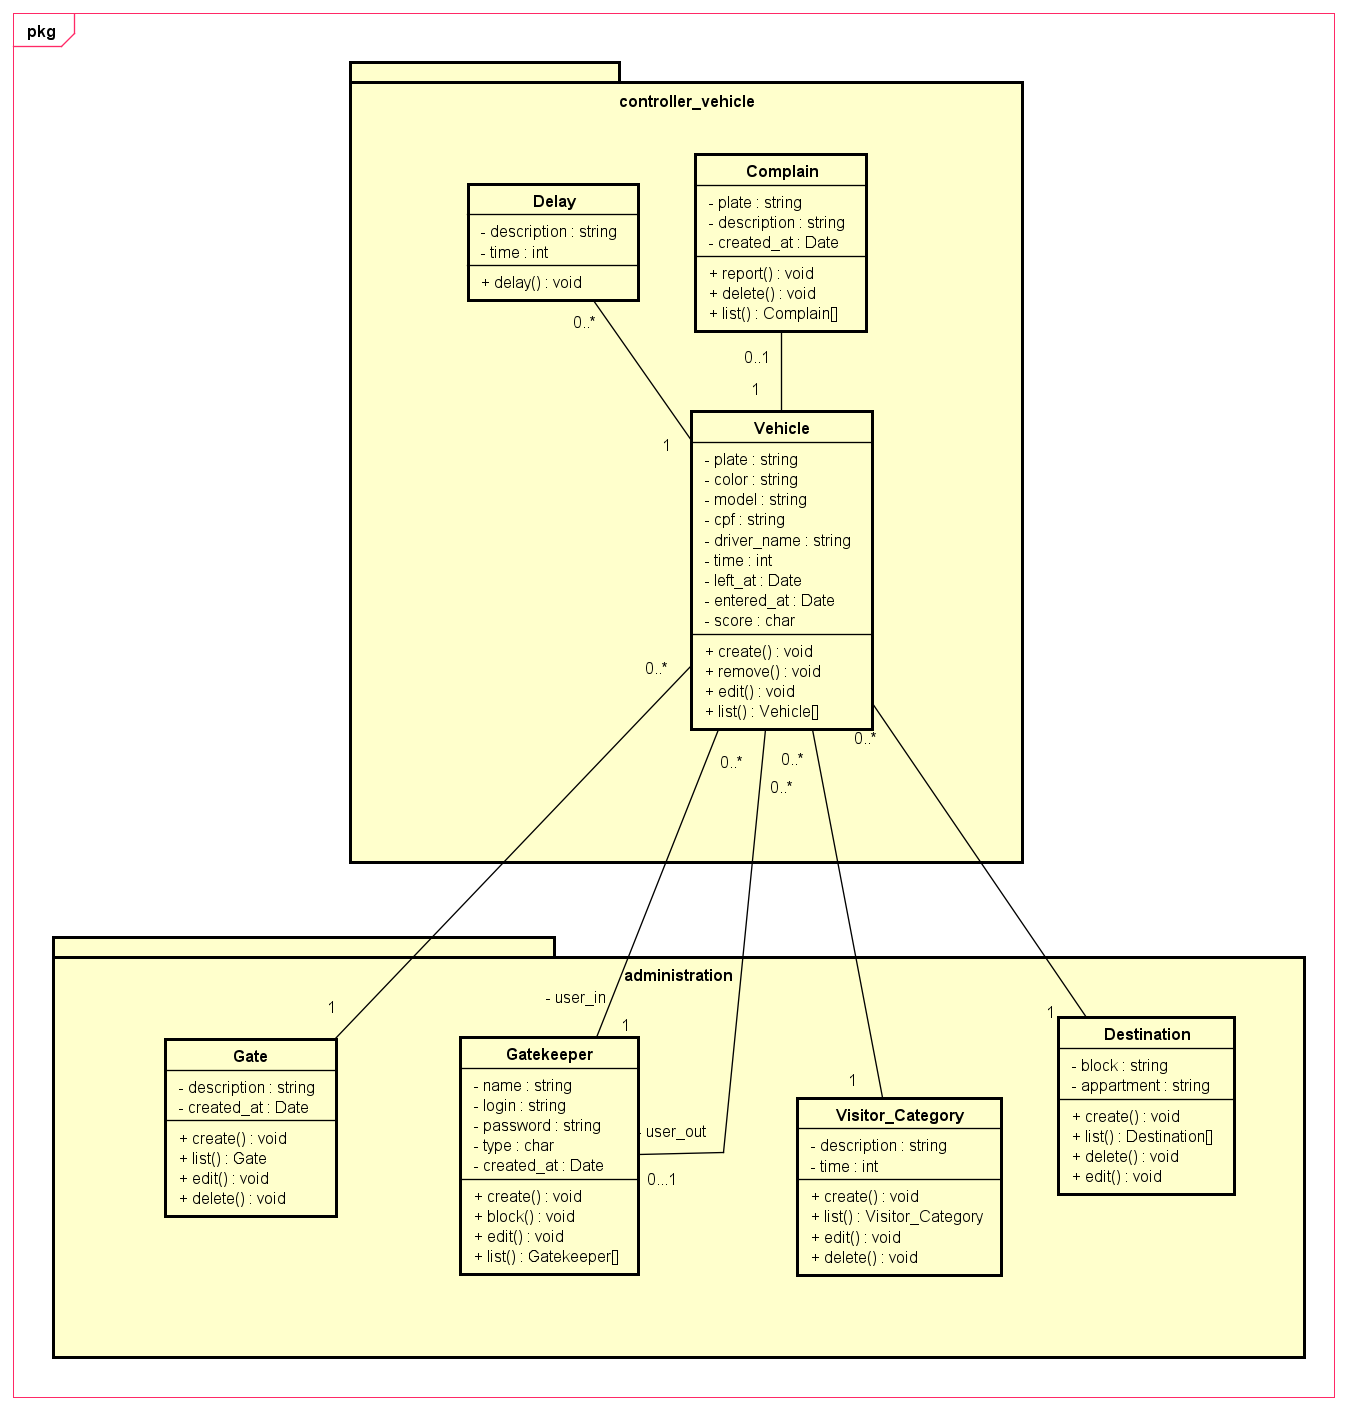 pkg
controller_vehicle
Delay
- description : string
- time : int
+ delay() : void
0..*
Complain
- plate : string
- description : string
- created_at : Date
+ report() : void
+ delete() : void
+ list() : Complain[]
0..1
1
1
Vehicle
- plate : string
- color : string
- model : string
- cpf : string
- driver_name : string
- time : int
- left_at : Date
- entered_at : Date
- score : char
+ create() : void
+ remove() : void
+ edit() : void
+ list() : Vehicle[]
0..*
0..*
0..*
0..*
0..*
administration
- user_in
1
1
1
1
Gate
- description : string
- created_at : Date
+ create() : void
+ list() : Gate
+ edit() : void
+ delete() : void
Gatekeeper
- name : string
- login : string
- password : string
- type : char
- created_at : Date
+ create() : void
+ block() : void
+ edit() : void
+ list() : Gatekeeper[]
- user_out
0...1
Visitor_Category
- description : string
- time : int
+ create() : void
+ list() : Visitor_Category
+ edit() : void
+ delete() : void
Destination
- block : string
- appartment : string
+ create() : void
+ list() : Destination[]
+ delete() : void
+ edit() : void